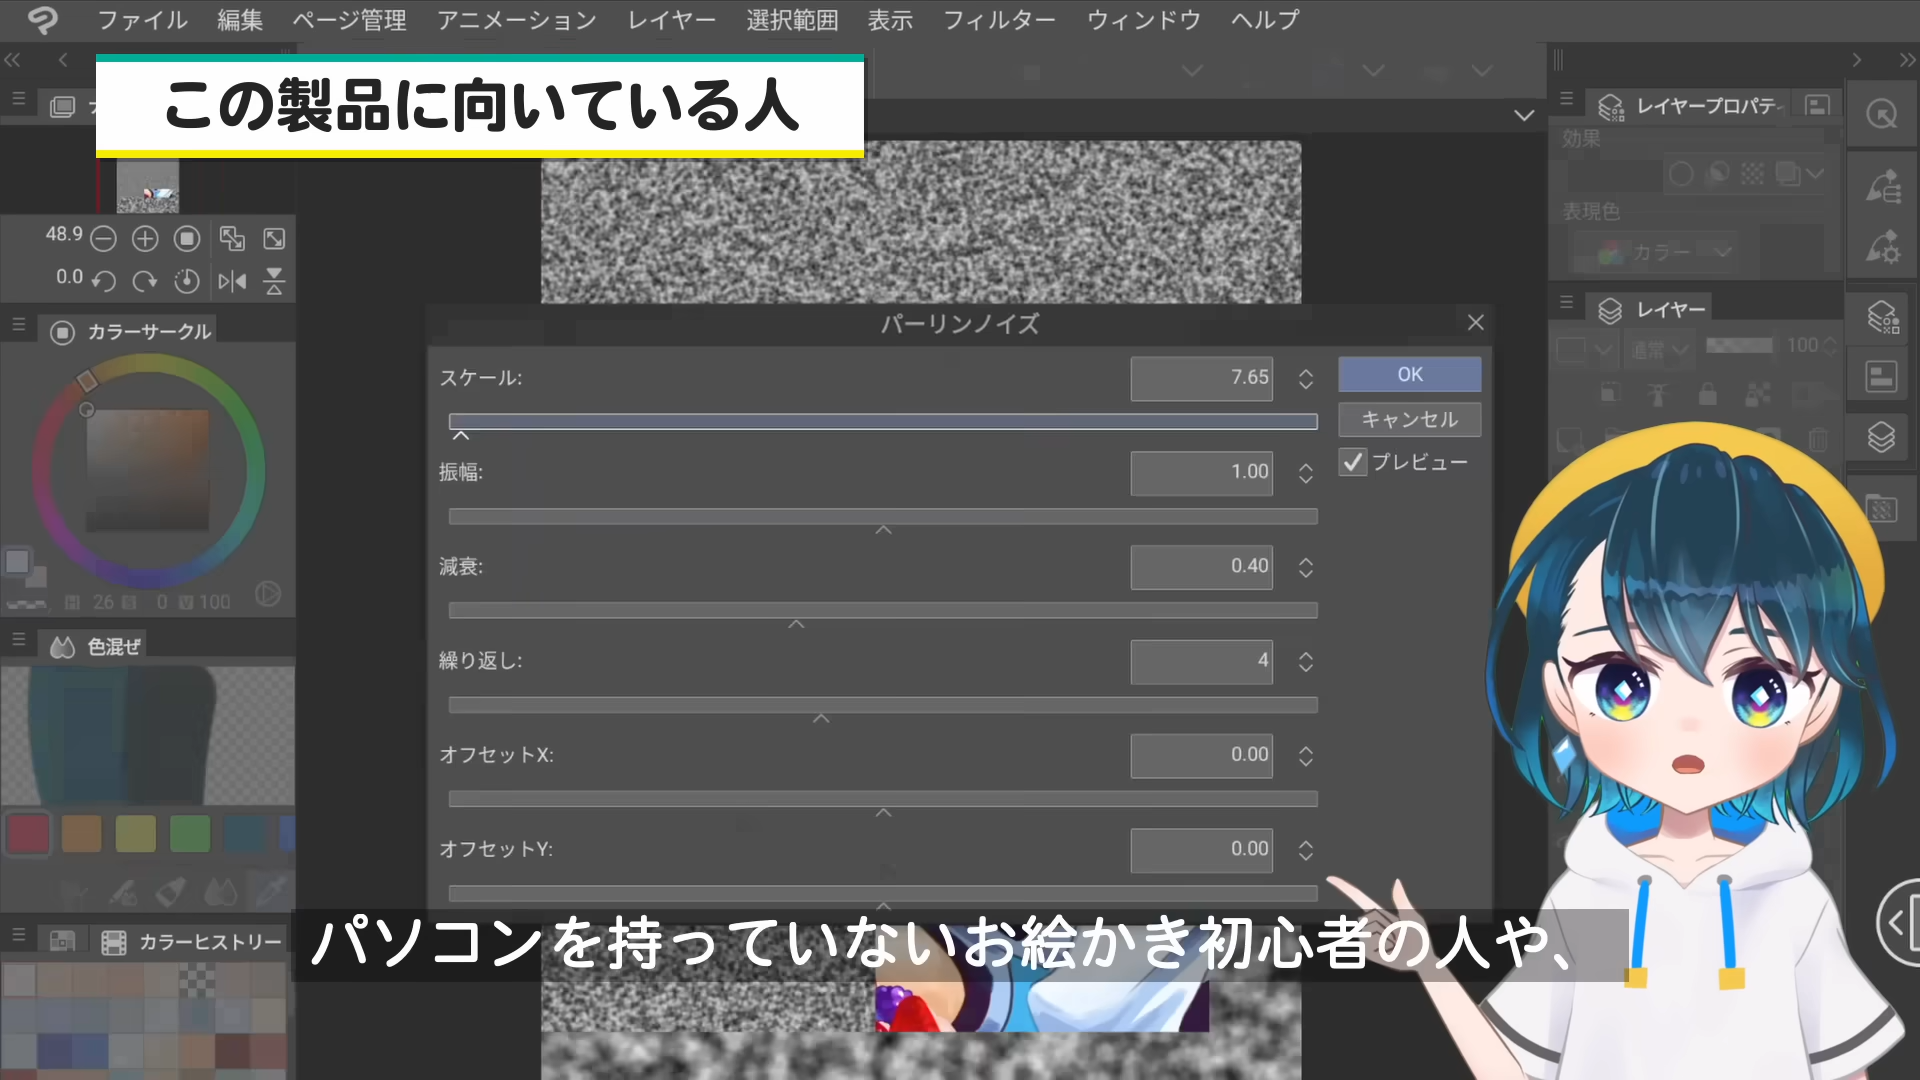 ファイル 編集 ページ管理 アニメーション レイヤー 選択範囲 表示 フィルター ウィンドウ ヘルプ
この製品に向いている人
レイヤープロパティ
効果
表現色
カラー
48.9
0.0
カラーサークル
H 26 S 0 V 100
色混ぜ
カラーヒストリー
レイヤー
通常 100
パーリンノイズ
スケール: 7.65
OK
キャンセル
プレビュー
振幅: 1.00
減衰: 0.40
繰り返し: 4
オフセットX: 0.00
オフセットY: 0.00
パソコンを持っていないお絵かき初心者の人や、